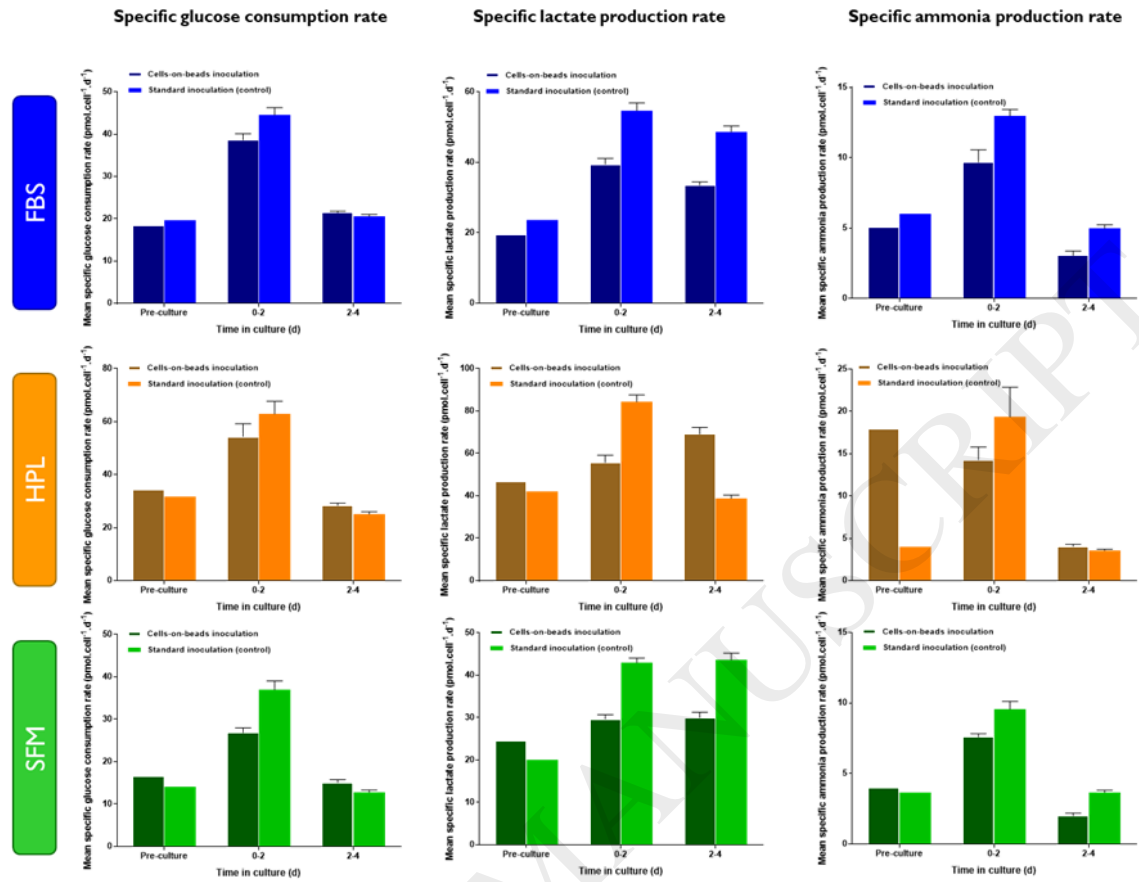 Specific glucose consumption rate
Specific lactate production rate
Specific ammonia production rate
FBS
Mean specific glucose consumption rate (pmol.cell⁻¹.d⁻¹)
Cells-on-beads inoculation
Standard inoculation (control)
50
40
30
20
10
0
Pre-culture 0-2 2-4
Time in culture (d)
Mean specific lactate production rate (pmol.cell⁻¹.d⁻¹)
Cells-on-beads inoculation
Standard inoculation (control)
60
40
20
0
Pre-culture 0-2 2-4
Time in culture (d)
Mean specific ammonia production rate (pmol.cell⁻¹.d⁻¹)
Cells-on-beads inoculation
Standard inoculation (control)
15
10
5
0
Pre-culture 0-2 2-4
Time in culture (d)
HPL
Mean specific glucose consumption rate (pmol.cell⁻¹.d⁻¹)
Cells-on-beads inoculation
Standard inoculation (control)
80
60
40
20
0
Pre-culture 0-2 2-4
Time in culture (d)
Mean specific lactate production rate (pmol.cell⁻¹.d⁻¹)
Cells-on-beads inoculation
Standard inoculation (control)
100
80
60
40
20
0
Pre-culture 0-2 2-4
Time in culture (d)
Mean specific ammonia production rate (pmol.cell⁻¹.d⁻¹)
Cells-on-beads inoculation
Standard inoculation (control)
25
20
15
10
5
0
Pre-culture 0-2 2-4
Time in culture (d)
SFM
Mean specific glucose consumption rate (pmol.cell⁻¹.d⁻¹)
Cells-on-beads inoculation
Standard inoculation (control)
50
40
30
20
10
0
Pre-culture 0-2 2-4
Time in culture (d)
Mean specific lactate production rate (pmol.cell⁻¹.d⁻¹)
Cells-on-beads inoculation
Standard inoculation (control)
50
40
30
20
10
0
Pre-culture 0-2 2-4
Time in culture (d)
Mean specific ammonia production rate (pmol.cell⁻¹.d⁻¹)
Cells-on-beads inoculation
Standard inoculation (control)
15
10
5
0
Pre-culture 0-2 2-4
Time in culture (d)
MANUSCRIPT